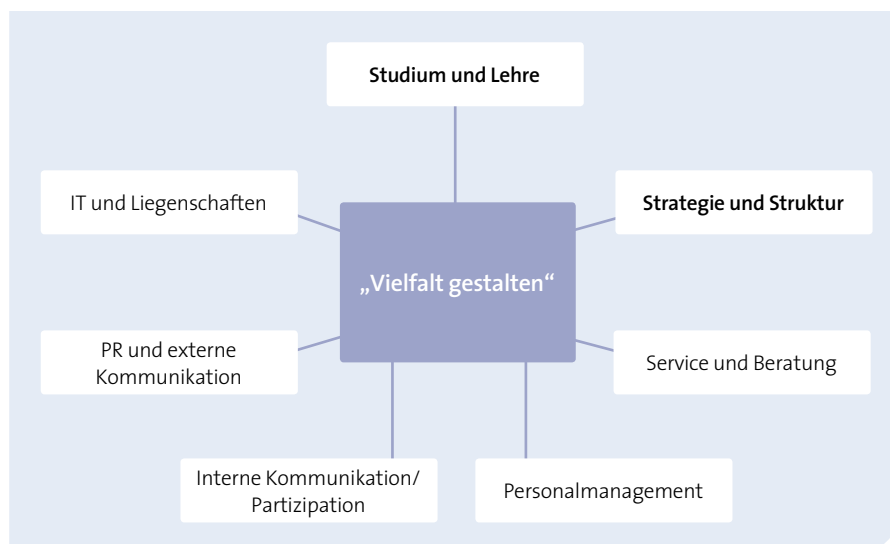 Studium und Lehre
IT und Liegenschaften
Strategie und Struktur
„Vielfalt gestalten“
PR und externe
Kommunikation
Service und Beratung
Interne Kommunikation/
Partizipation
Personalmanagement